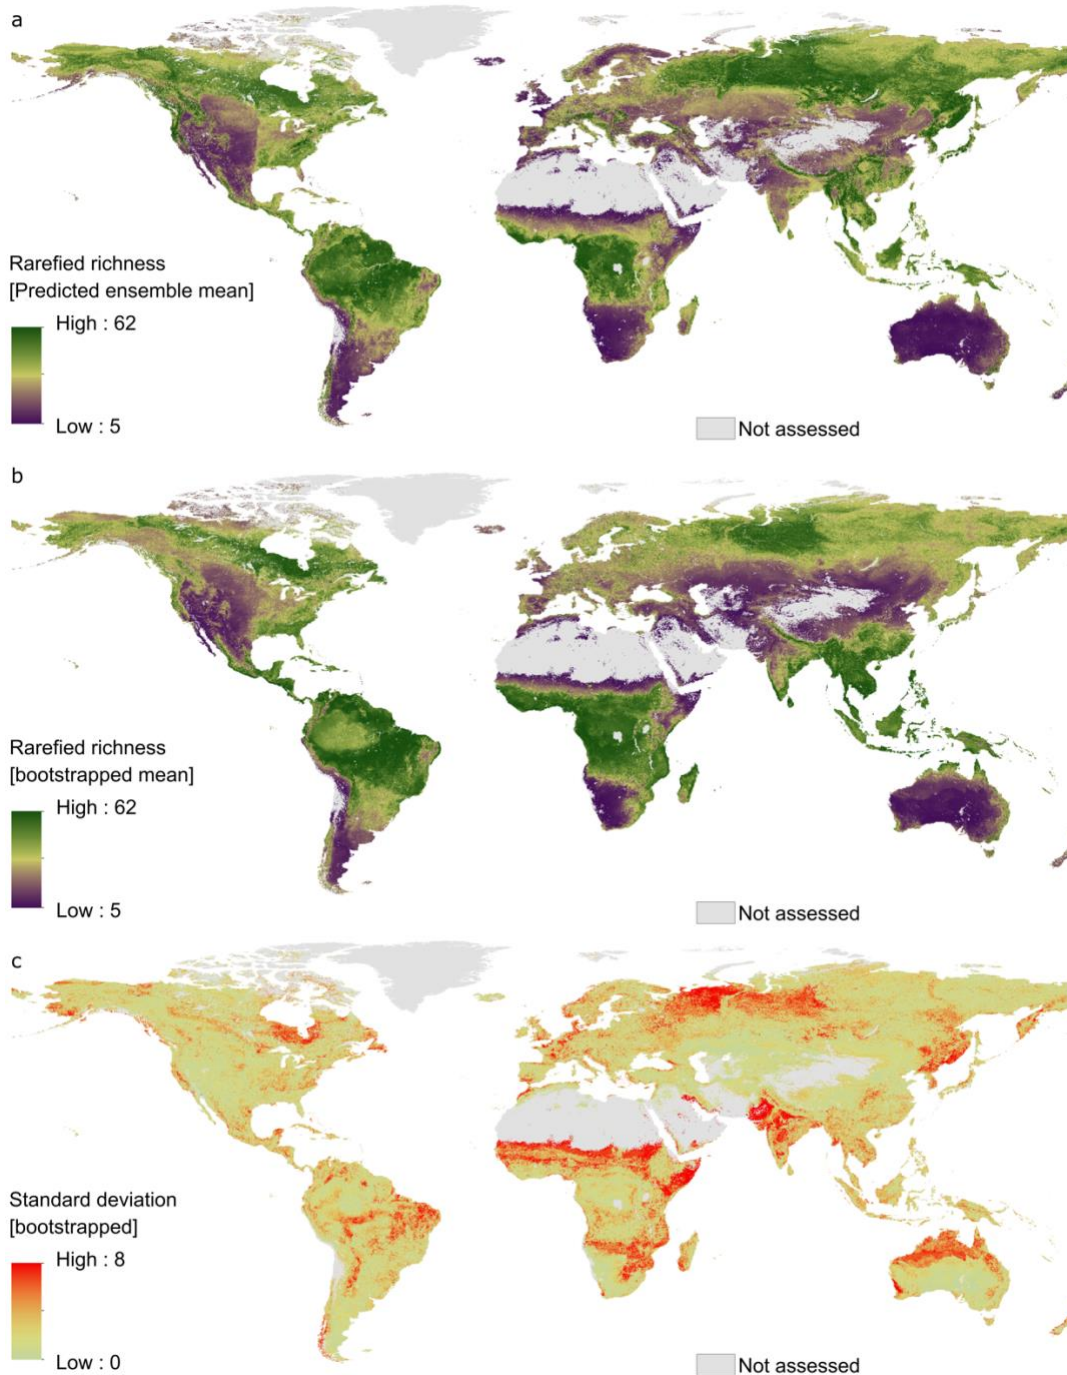 a
Rarefied richness
[Predicted ensemble mean]
High : 62
Low : 5
Not assessed
b
Rarefied richness
[bootstrapped mean]
High : 62
Low : 5
Not assessed
c
Standard deviation
[bootstrapped]
High : 8
Low : 0
Not assessed